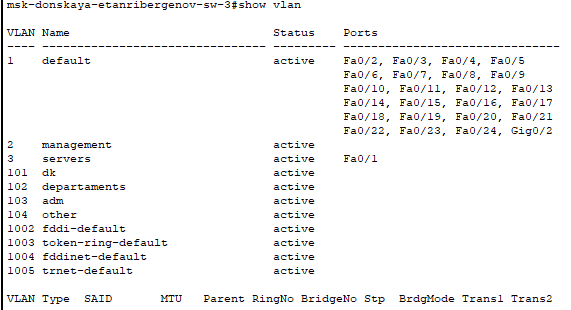 msk-donskaya-etanribergenov-sw-3#show vlan
VLAN Name Status Ports
---- -------------------------------- --------- -------------------------------
1 default active Fa0/2, Fa0/3, Fa0/4, Fa0/5
Fa0/6, Fa0/7, Fa0/8, Fa0/9
Fa0/10, Fa0/11, Fa0/12, Fa0/13
Fa0/14, Fa0/15, Fa0/16, Fa0/17
Fa0/18, Fa0/19, Fa0/20, Fa0/21
Fa0/22, Fa0/23, Fa0/24, Gig0/2
2 management active
3 servers active Fa0/1
101 dk active
102 departaments active
103 adm active
104 other active
1002 fddi-default active
1003 token-ring-default active
1004 fddinet-default active
1005 trnet-default active
VLAN Type SAID MTU Parent RingNo BridgeNo Stp BrdgMode Trans1 Trans2